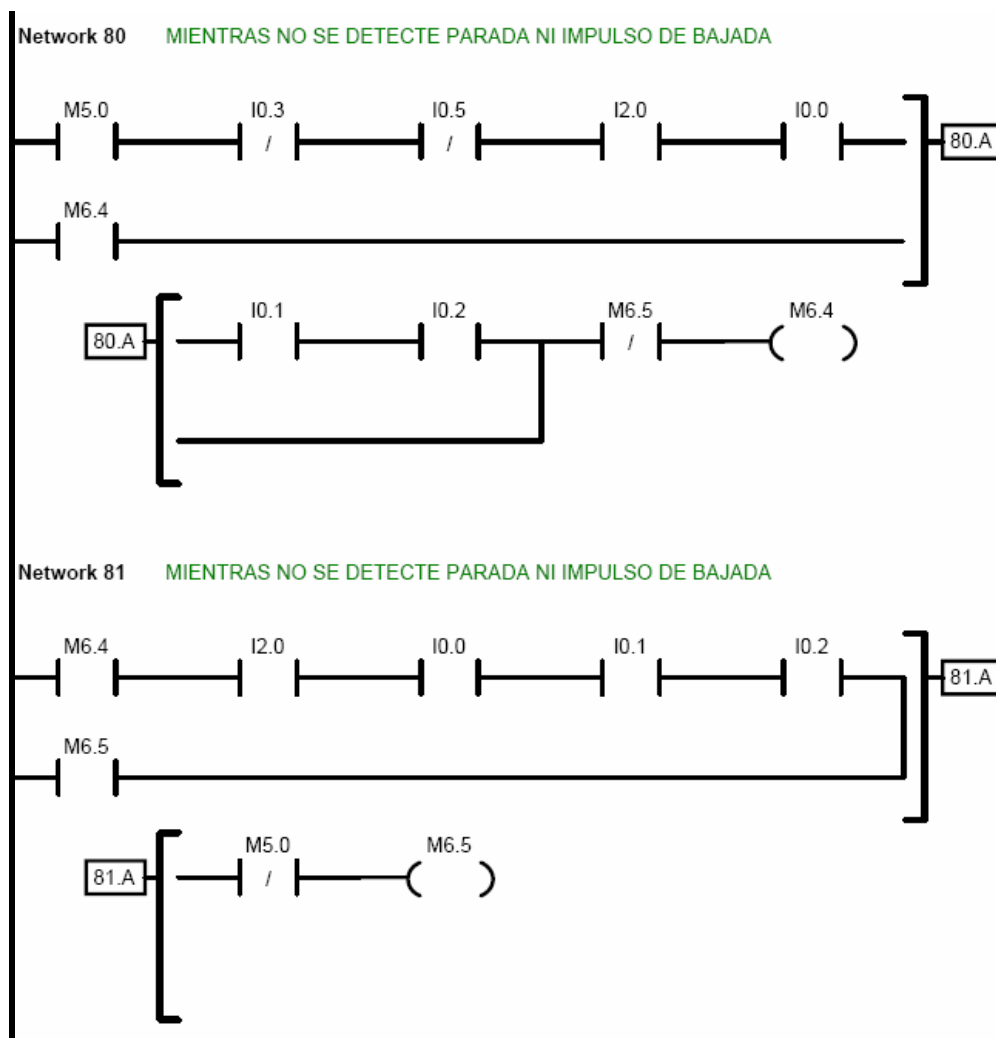 Network 80 MIENTRAS NO SE DETECTE PARADA NI IMPULSO DE BAJADA
M5.0 I0.3 I0.5 I2.0 I0.0
/ /
80.A
M6.4
I0.1 I0.2 M6.5 M6.4
80.A
/
Network 81 MIENTRAS NO SE DETECTE PARADA NI IMPULSO DE BAJADA
M6.4 I2.0 I0.0 I0.1 I0.2
81.A
M6.5
M5.0 M6.5
81.A
/